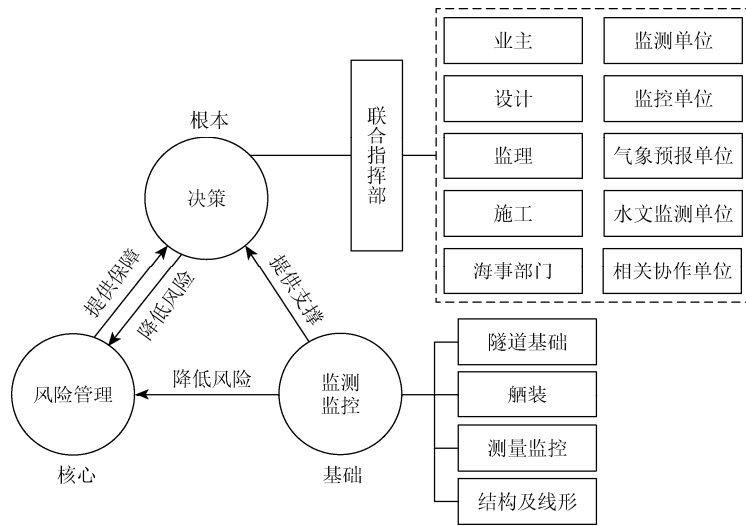 业主
监测单位
设计
监控单位
监理
气象预报单位
施工
水文监测单位
海事部门
相关协作单位
联合指挥部
根本
决策
提供保障
降低风险
提供支撑
风险管理
核心
降低风险
监测
监控
基础
隧道基础
舾装
测量监控
结构及线形